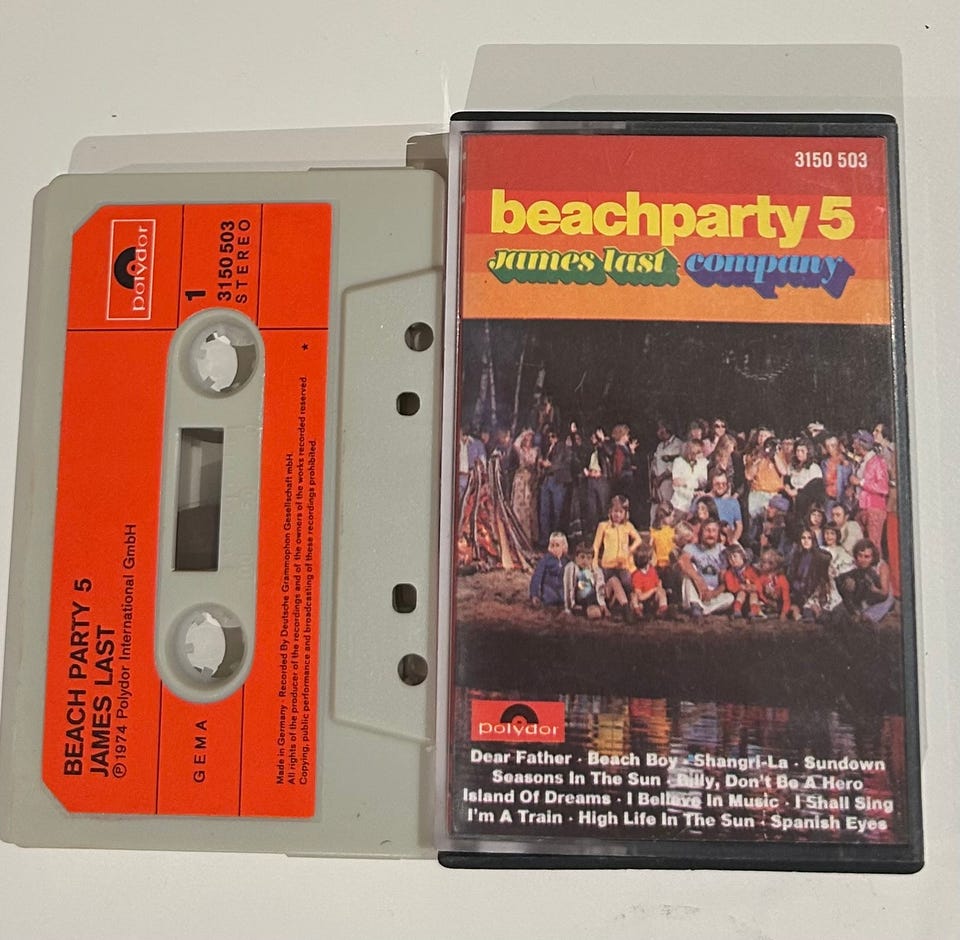 polydor
1
3150 503
STEREO
*
BEACH PARTY 5
JAMES LAST
℗ 1974 Polydor International GmbH
GEMA
Made in Germany · Recorded By Deutsche Grammophon Gesellschaft mbH.
All rights of the producer of the recordings and of the owners of the works recorded reserved
Copying, public performance and broadcasting of these recordings prohibited.
3150 503
beachparty 5
james last company
polydor
Dear Father · Beach Boy · Shangri-La · Sundown
Seasons In The Sun · Billy, Don't Be A Hero
Island Of Dreams · I Believe In Music · I Shall Sing
I'm A Train · High Life In The Sun · Spanish Eyes